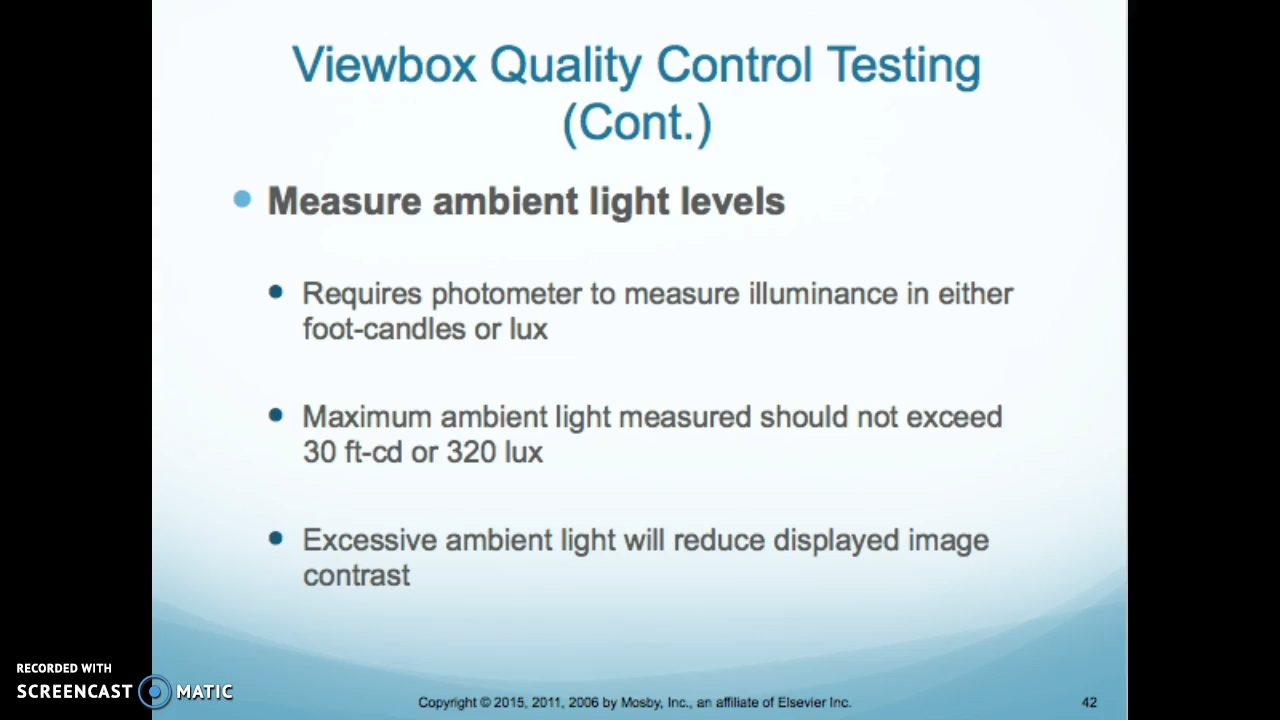 Viewbox Quality Control Testing
(Cont.)
Measure ambient light levels
Requires photometer to measure illuminance in either
foot-candles or lux
Maximum ambient light measured should not exceed
30 ft-cd or 320 lux
Excessive ambient light will reduce displayed image
contrast
RECORDED WITH
SCREENCAST MATIC
Copyright © 2015, 2011, 2006 by Mosby, Inc., an affiliate of Elsevier Inc.
42